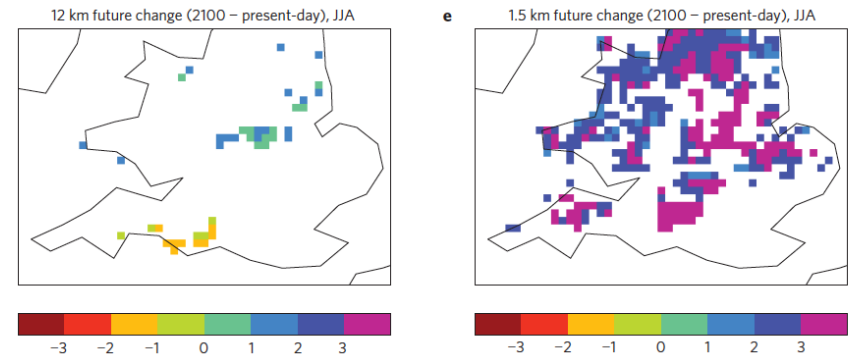 12 km future change (2100 – present-day), JJA
e
1.5 km future change (2100 – present-day), JJA
−3 −2 −1 0 1 2 3
−3 −2 −1 0 1 2 3